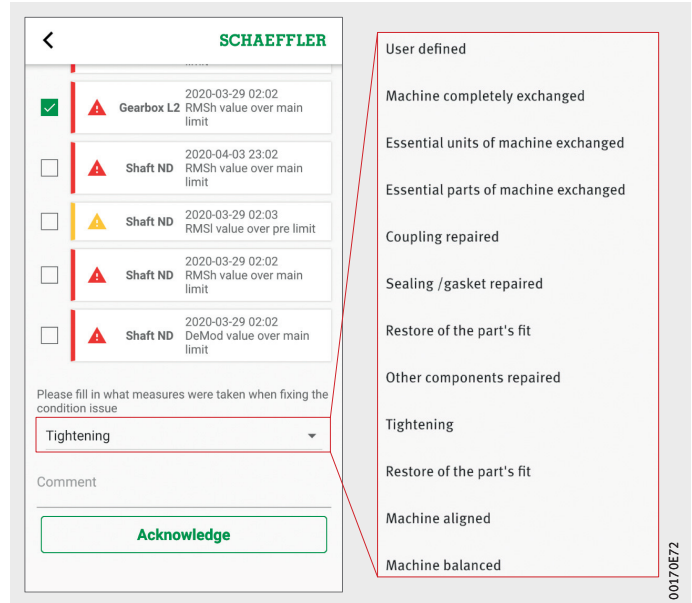 SCHAEFFLER
2020-03-29 02:02
Gearbox L2 RMSh value over main
limit
2020-04-03 23:02
Shaft ND RMSh value over main
limit
2020-03-29 02:03
Shaft ND RMSl value over pre limit
2020-03-29 02:02
Shaft ND RMSh value over main
limit
2020-03-29 02:02
Shaft ND DeMod value over main
limit
Please fill in what measures were taken when fixing the
condition issue
Tightening
Comment
Acknowledge
User defined
Machine completely exchanged
Essential units of machine exchanged
Essential parts of machine exchanged
Coupling repaired
Sealing /gasket repaired
Restore of the part's fit
Other components repaired
Tightening
Restore of the part's fit
Machine aligned
Machine balanced
00170E72